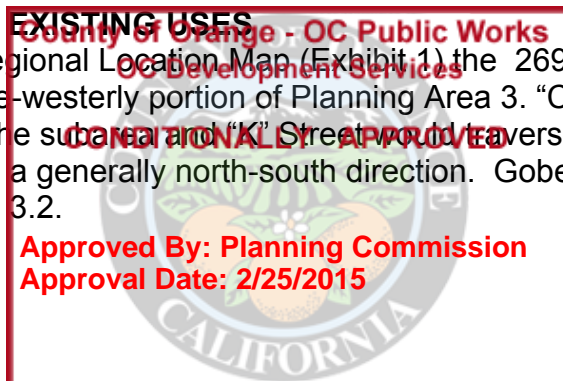 EXISTING USES
County of Orange - OC Public Works
egional Location Map (Exhibit 1) the 269
OC Development Services
e-westerly portion of Planning Area 3. “C
he subarea and “K” Street would travers
CONDITIONALLY APPROVED
a generally north-south direction. Gobe
3.2.
Approved By: Planning Commission
Approval Date: 2/25/2015
OF ORANGE
CALIFORNIA